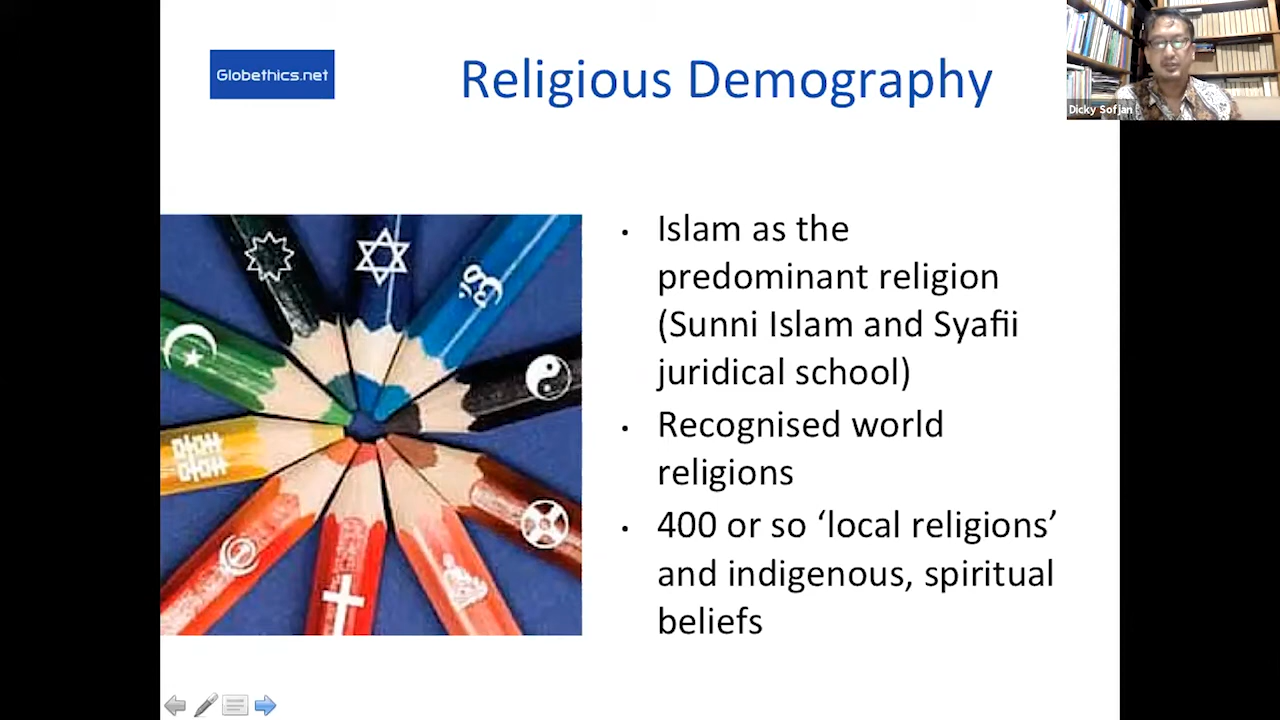 Globethics.net
Religious Demography
Dicky Sofjan
• Islam as the
predominant religion
(Sunni Islam and Syafii
juridical school)
• Recognised world
religions
• 400 or so ‘local religions’
and indigenous, spiritual
beliefs